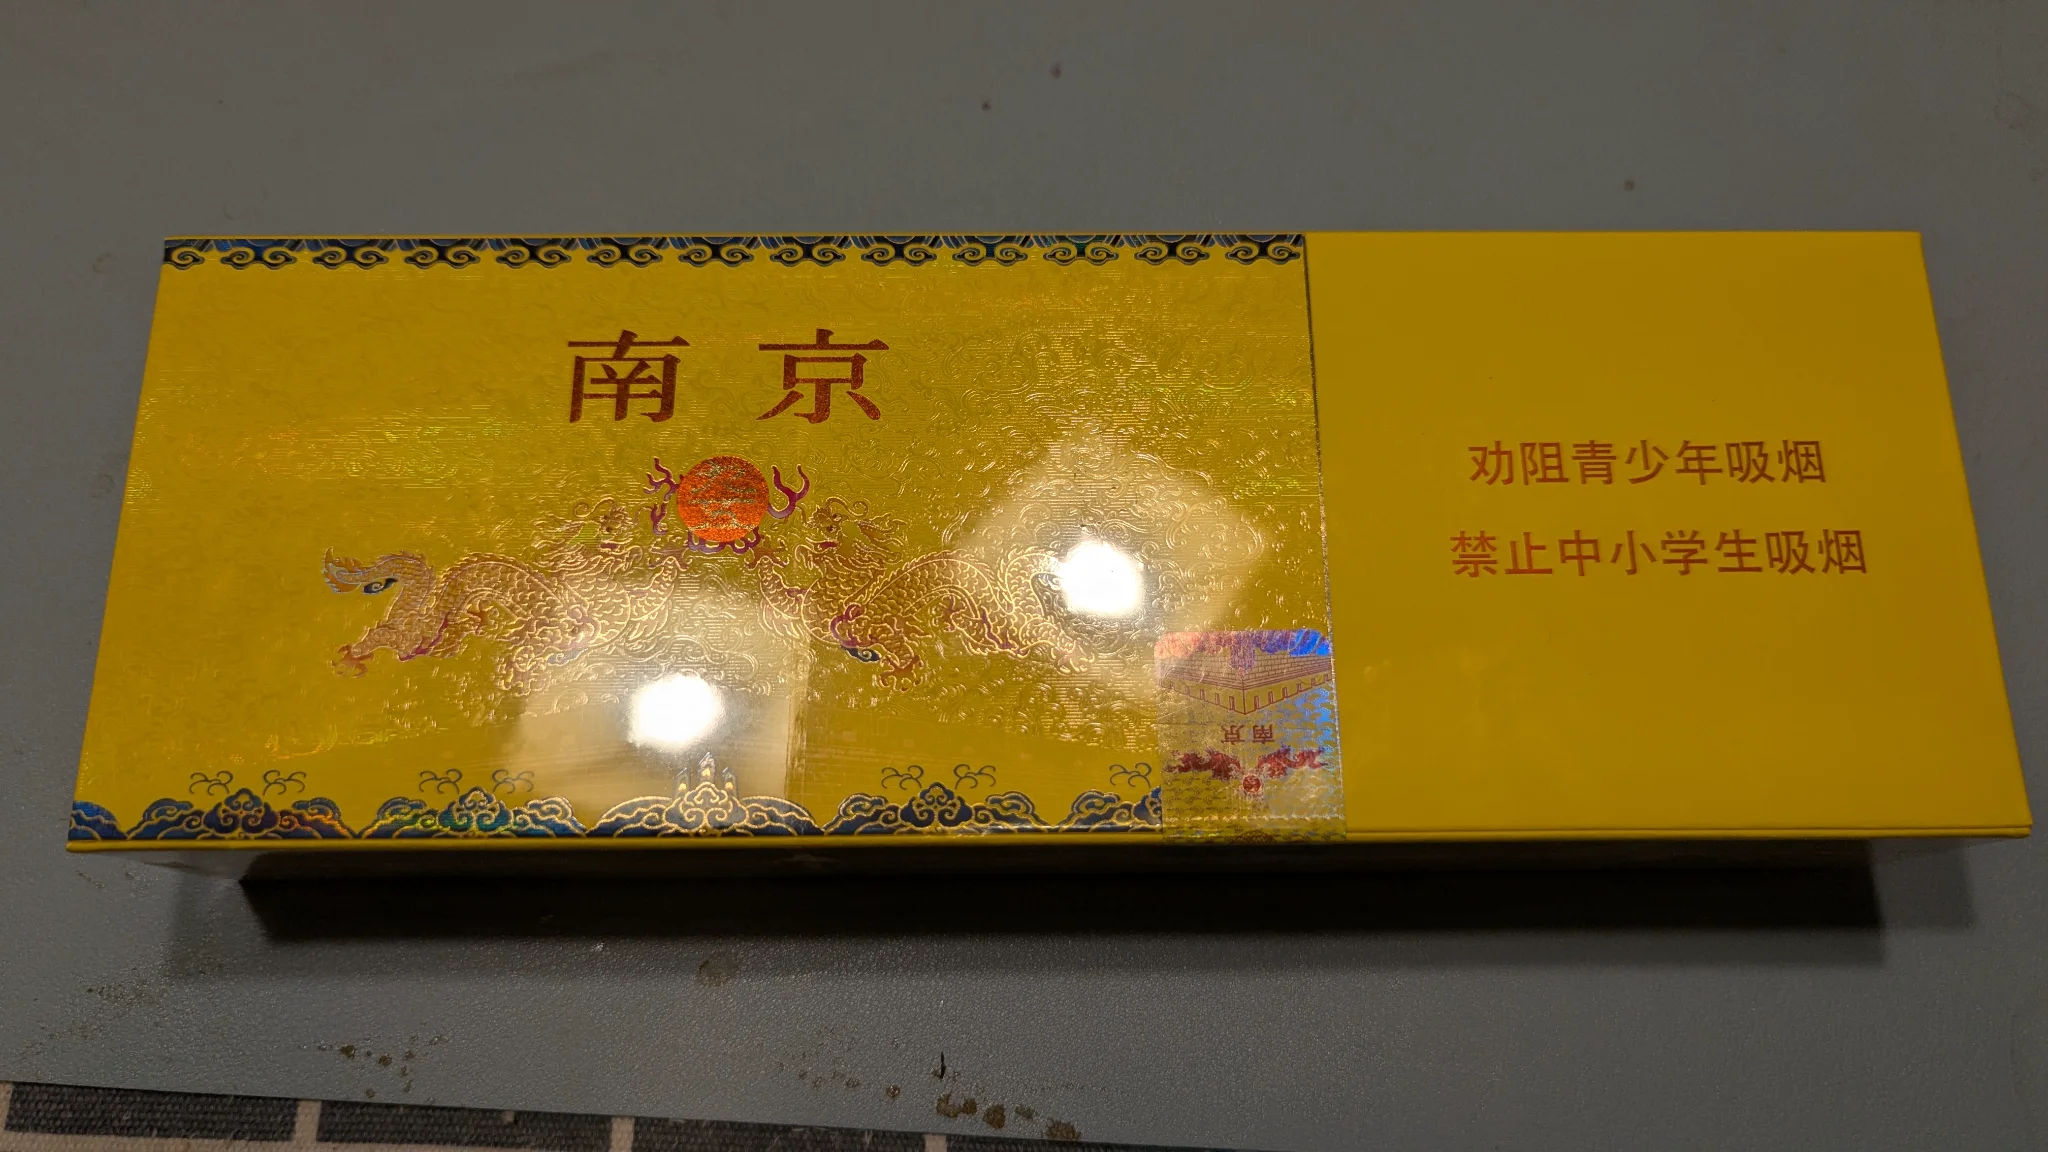 南京
劝阻青少年吸烟
禁止中小学生吸烟
南京